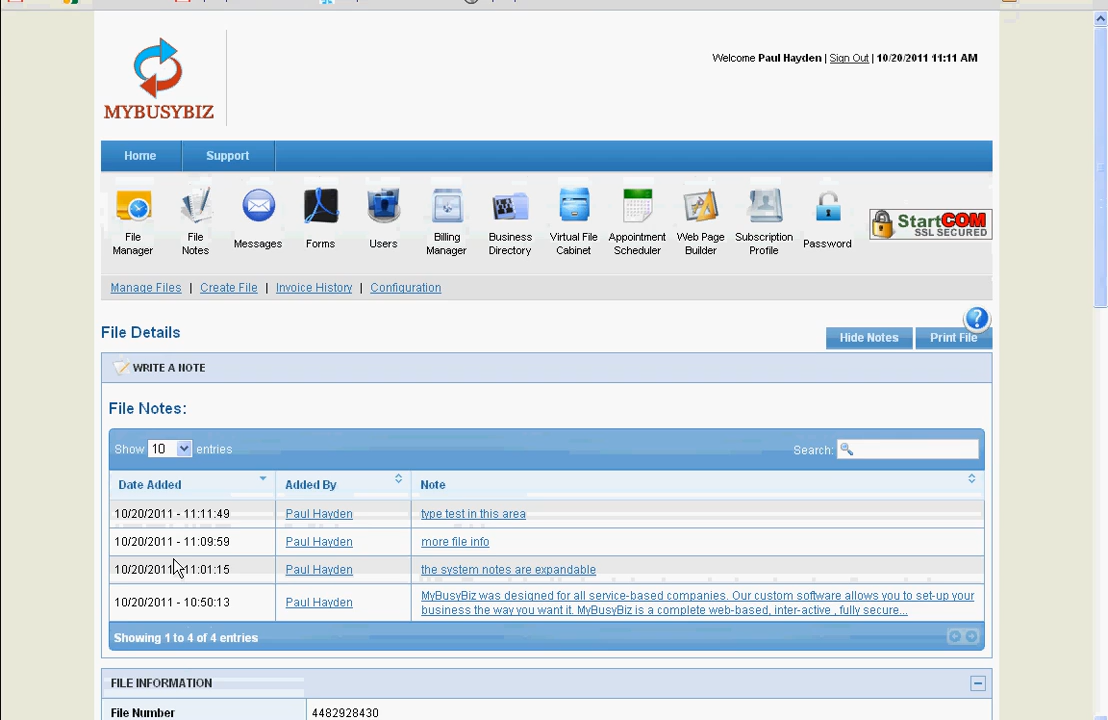 MYBUSYBIZ
Welcome Paul Hayden | Sign Out | 10/20/2011 11:11 AM
Home Support
File Manager
File Notes
Messages
Forms
Users
Billing Manager
Business Directory
Virtual File Cabinet
Appointment Scheduler
Web Page Builder
Subscription Profile
Password
StartCOM
SSL SECURED
Manage Files | Create File | Invoice History | Configuration
File Details
?
Hide Notes Print File
WRITE A NOTE
File Notes:
Show 10 entries Search:
Date Added Added By Note
10/20/2011 - 11:11:49 Paul Hayden type test in this area
10/20/2011 - 11:09:59 Paul Hayden more file info
10/20/2011 - 11:01:15 Paul Hayden the system notes are expandable
10/20/2011 - 10:50:13 Paul Hayden MyBusyBiz was designed for all service-based companies. Our custom software allows you to set-up your
business the way you want it. MyBusyBiz is a complete web-based, inter-active , fully secure...
Showing 1 to 4 of 4 entries
FILE INFORMATION
File Number 4482928430